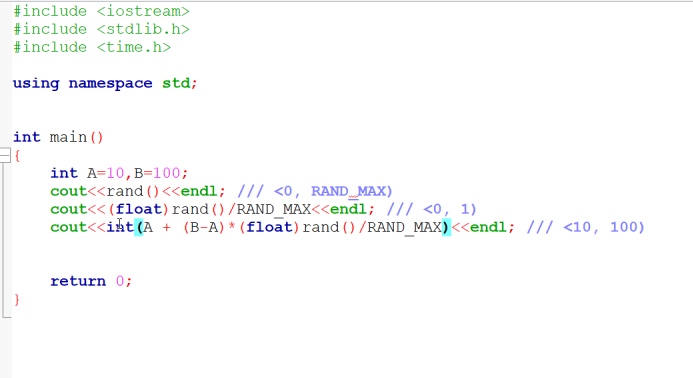 #include <iostream>
#include <stdlib.h>
#include <time.h>
using namespace std;
int main()
{
int A=10,B=100;
cout<<rand()<<endl; /// <0, RAND_MAX)
cout<<(float)rand()/RAND_MAX<<endl; /// <0, 1)
cout<<int(A + (B-A)*(float)rand()/RAND_MAX)<<endl; /// <10, 100)
return 0;
}